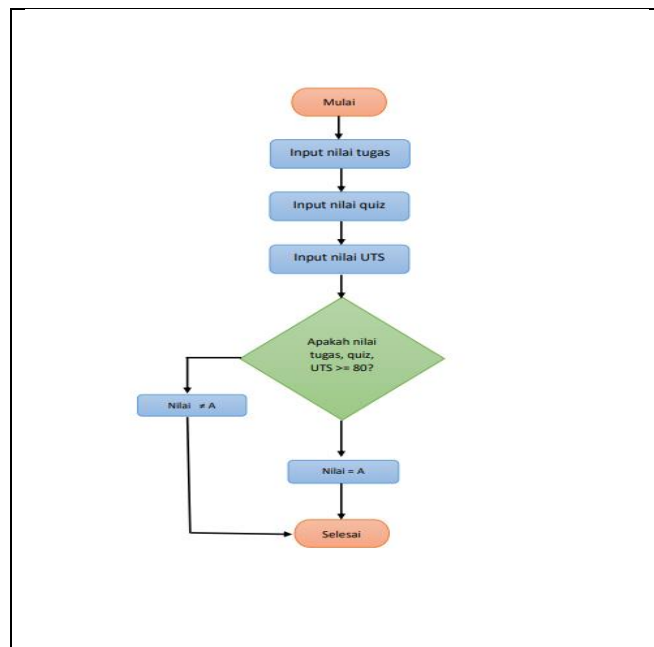 Mulai
Input nilai tugas
Input nilai quiz
Input nilai UTS
Apakah nilai
tugas, quiz,
UTS >= 80?
Nilai ≠ A
Nilai = A
Selesai